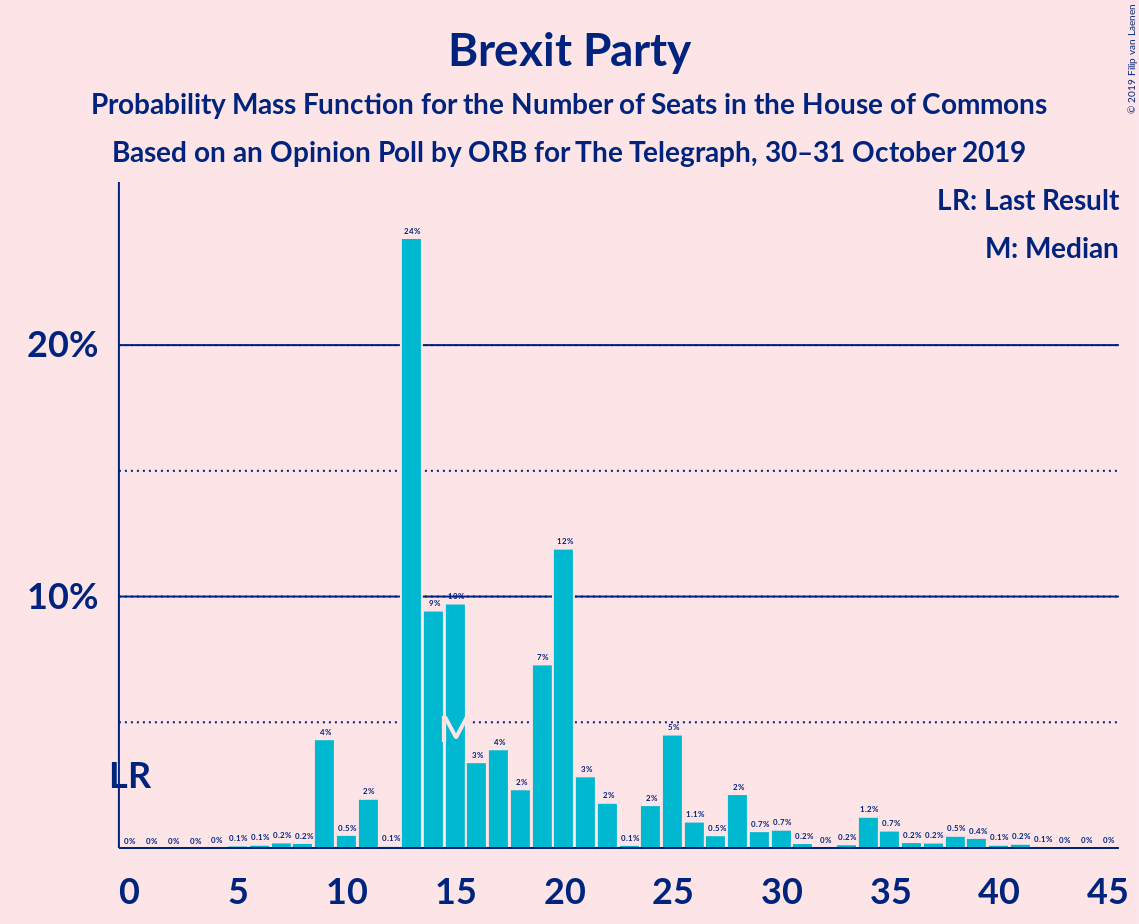 Brexit Party
Probability Mass Function for the Number of Seats in the House of Commons
Based on an Opinion Poll by ORB for The Telegraph, 30–31 October 2019
© 2019 Filip van Laenen
LR: Last Result
M: Median
20%
10%
LR
M
0% 0% 0% 0% 0% 0.1% 0.1% 0.2% 0.2% 4% 0.5% 2% 0.1% 24% 9% 10% 3% 4% 2% 7% 12% 3% 2% 0.1% 2% 5% 1.1% 0.5% 2% 0.7% 0.7% 0.2% 0% 0.2% 1.2% 0.7% 0.2% 0.2% 0.5% 0.4% 0.1% 0.2% 0.1% 0% 0% 0%
0 5 10 15 20 25 30 35 40 45